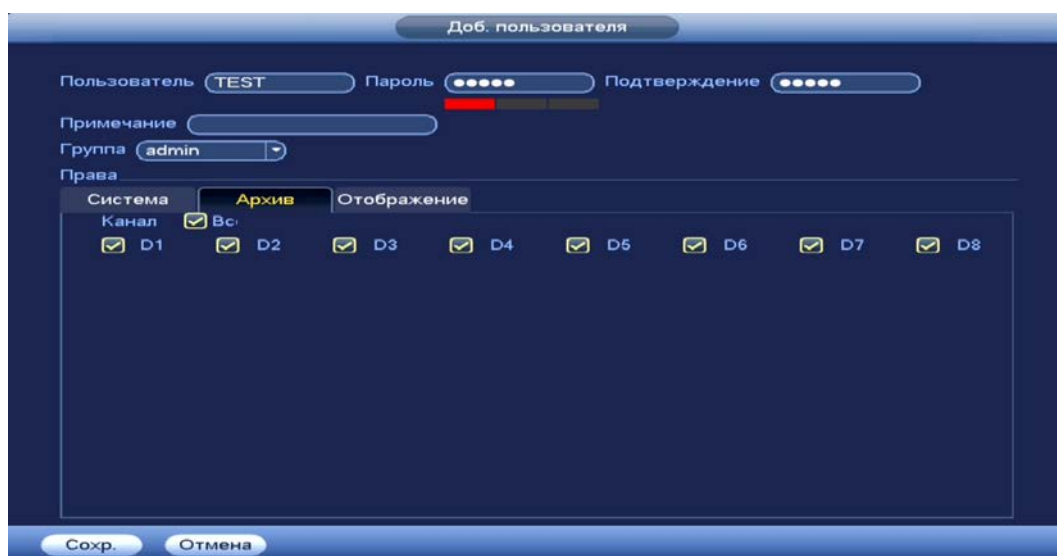 Доб. пользователя
Пользователь TEST Пароль ●●●●● Подтверждение ●●●●●
Примечание
Группа admin
Права
Система Архив Отображение
Канал Вс
D1 D2 D3 D4 D5 D6 D7 D8
Сохр. Отмена